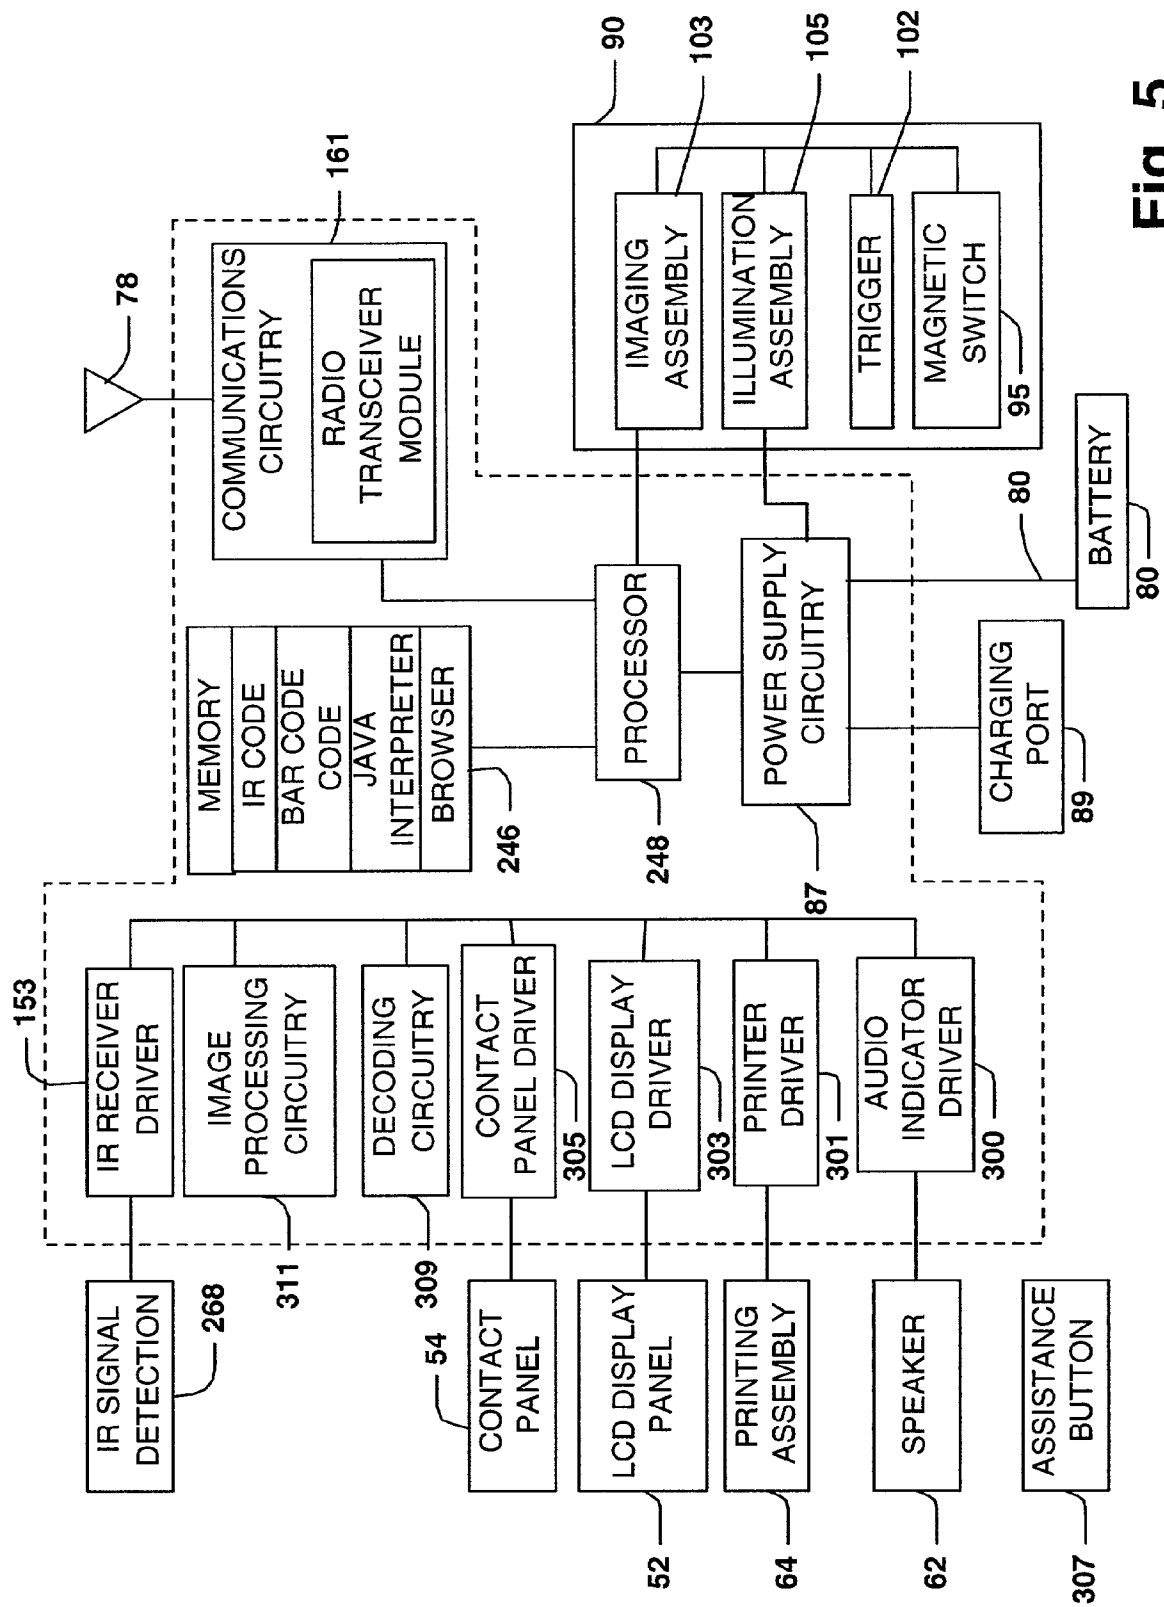 IR SIGNAL
DETECTION
268
CONTACT
PANEL
54
LCD DISPLAY
PANEL
52
PRINTING
ASSEMBLY
64
SPEAKER
62
ASSISTANCE
BUTTON
307
153
IR RECEIVER
DRIVER
IMAGE
PROCESSING
CIRCUITRY
311
DECODING
CIRCUITRY
309
CONTACT
PANEL DRIVER
305
LCD DISPLAY
DRIVER
303
PRINTER
DRIVER
301
AUDIO
INDICATOR
DRIVER
300
MEMORY
IR CODE
BAR CODE
CODE
JAVA
INTERPRETER
BROWSER
246
PROCESSOR
248
POWER SUPPLY
CIRCUITRY
87
CHARGING
PORT
89
80
BATTERY
80
78
COMMUNICATIONS
CIRCUITRY
161
RADIO
TRANSCEIVER
MODULE
90
IMAGING
ASSEMBLY
103
ILLUMINATION
ASSEMBLY
105
TRIGGER
102
MAGNETIC
SWITCH
95
Fig. 5